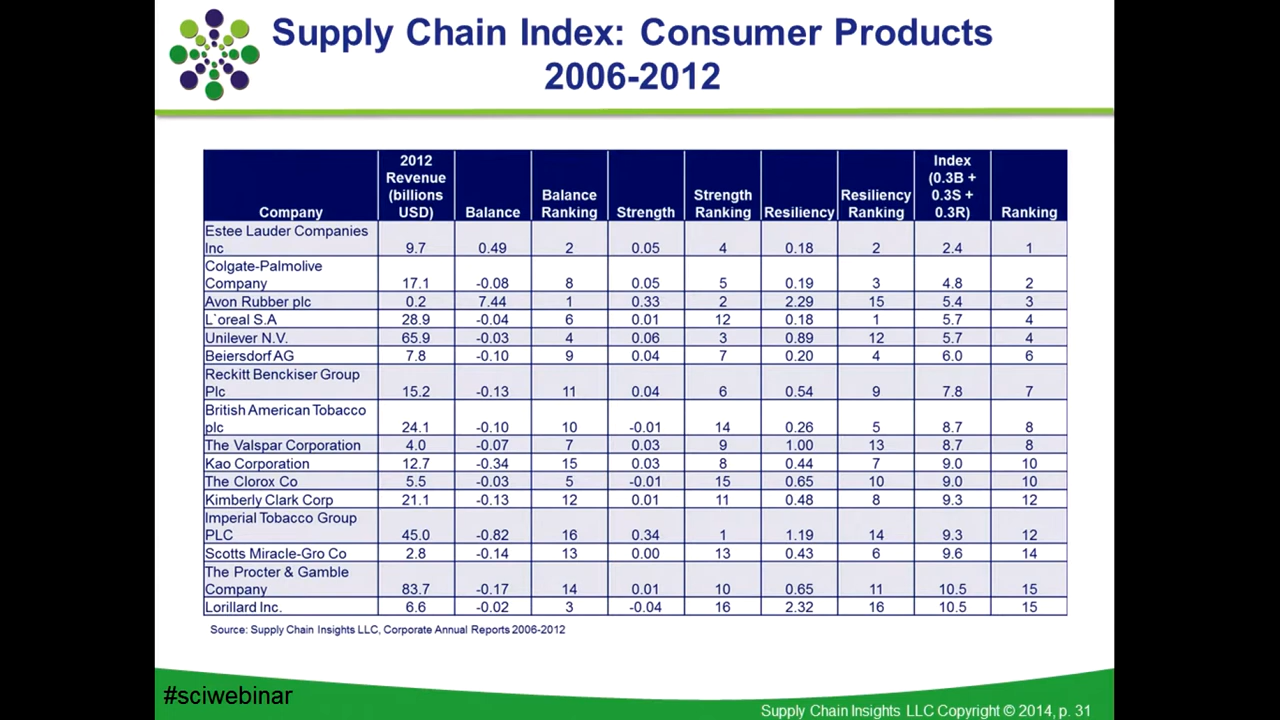 Supply Chain Index: Consumer Products
2006-2012
Company 2012 Revenue (billions USD) Balance Balance Ranking Strength Strength Ranking Resiliency Resiliency Ranking Index (0.3B + 0.3S + 0.3R) Ranking
Estee Lauder Companies Inc 9.7 0.49 2 0.05 4 0.18 2 2.4 1
Colgate-Palmolive Company 17.1 -0.08 8 0.05 5 0.19 3 4.8 2
Avon Rubber plc 0.2 7.44 1 0.33 2 2.29 15 5.4 3
L`oreal S.A 28.9 -0.04 6 0.01 12 0.18 1 5.7 4
Unilever N.V. 65.9 -0.03 4 0.06 3 0.89 12 5.7 4
Beiersdorf AG 7.8 -0.10 9 0.04 7 0.20 4 6.0 6
Reckitt Benckiser Group Plc 15.2 -0.13 11 0.04 6 0.54 9 7.8 7
British American Tobacco plc 24.1 -0.10 10 -0.01 14 0.26 5 8.7 8
The Valspar Corporation 4.0 -0.07 7 0.03 9 1.00 13 8.7 8
Kao Corporation 12.7 -0.34 15 0.03 8 0.44 7 9.0 10
The Clorox Co 5.5 -0.03 5 -0.01 15 0.65 10 9.0 10
Kimberly Clark Corp 21.1 -0.13 12 0.01 11 0.48 8 9.3 12
Imperial Tobacco Group PLC 45.0 -0.82 16 0.34 1 1.19 14 9.3 12
Scotts Miracle-Gro Co 2.8 -0.14 13 0.00 13 0.43 6 9.6 14
The Procter & Gamble Company 83.7 -0.17 14 0.01 10 0.65 11 10.5 15
Lorillard Inc. 6.6 -0.02 3 -0.04 16 2.32 16 10.5 15
Source: Supply Chain Insights LLC, Corporate Annual Reports 2006-2012
#sciwebinar
Supply Chain Insights LLC Copyright © 2014, p. 31